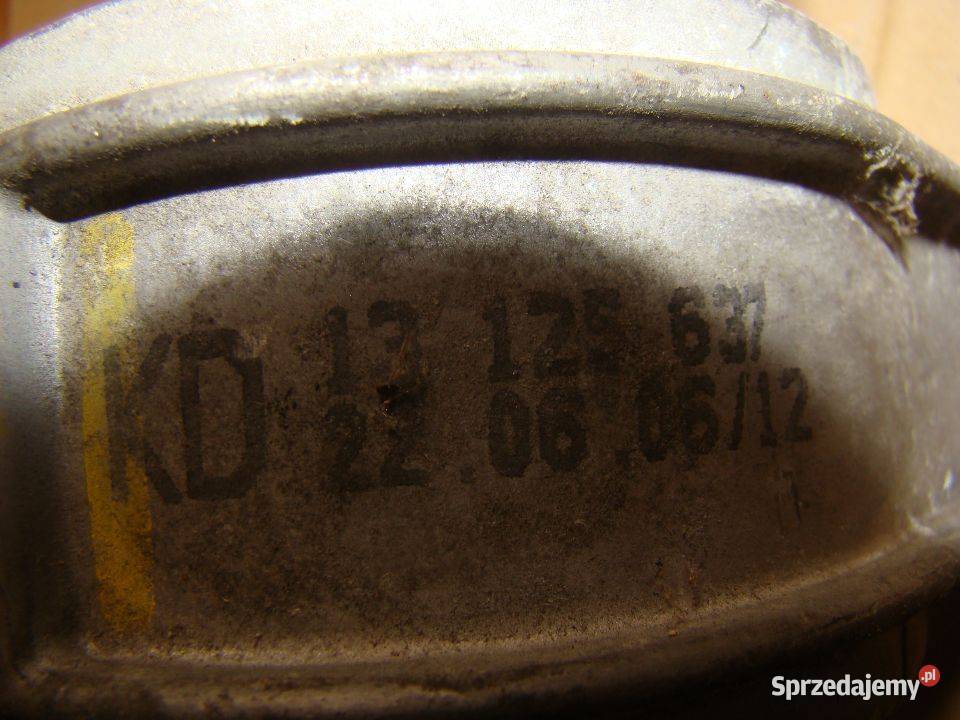 KD 13 125 637
22.06.06/12
Sprzedajemy.pl